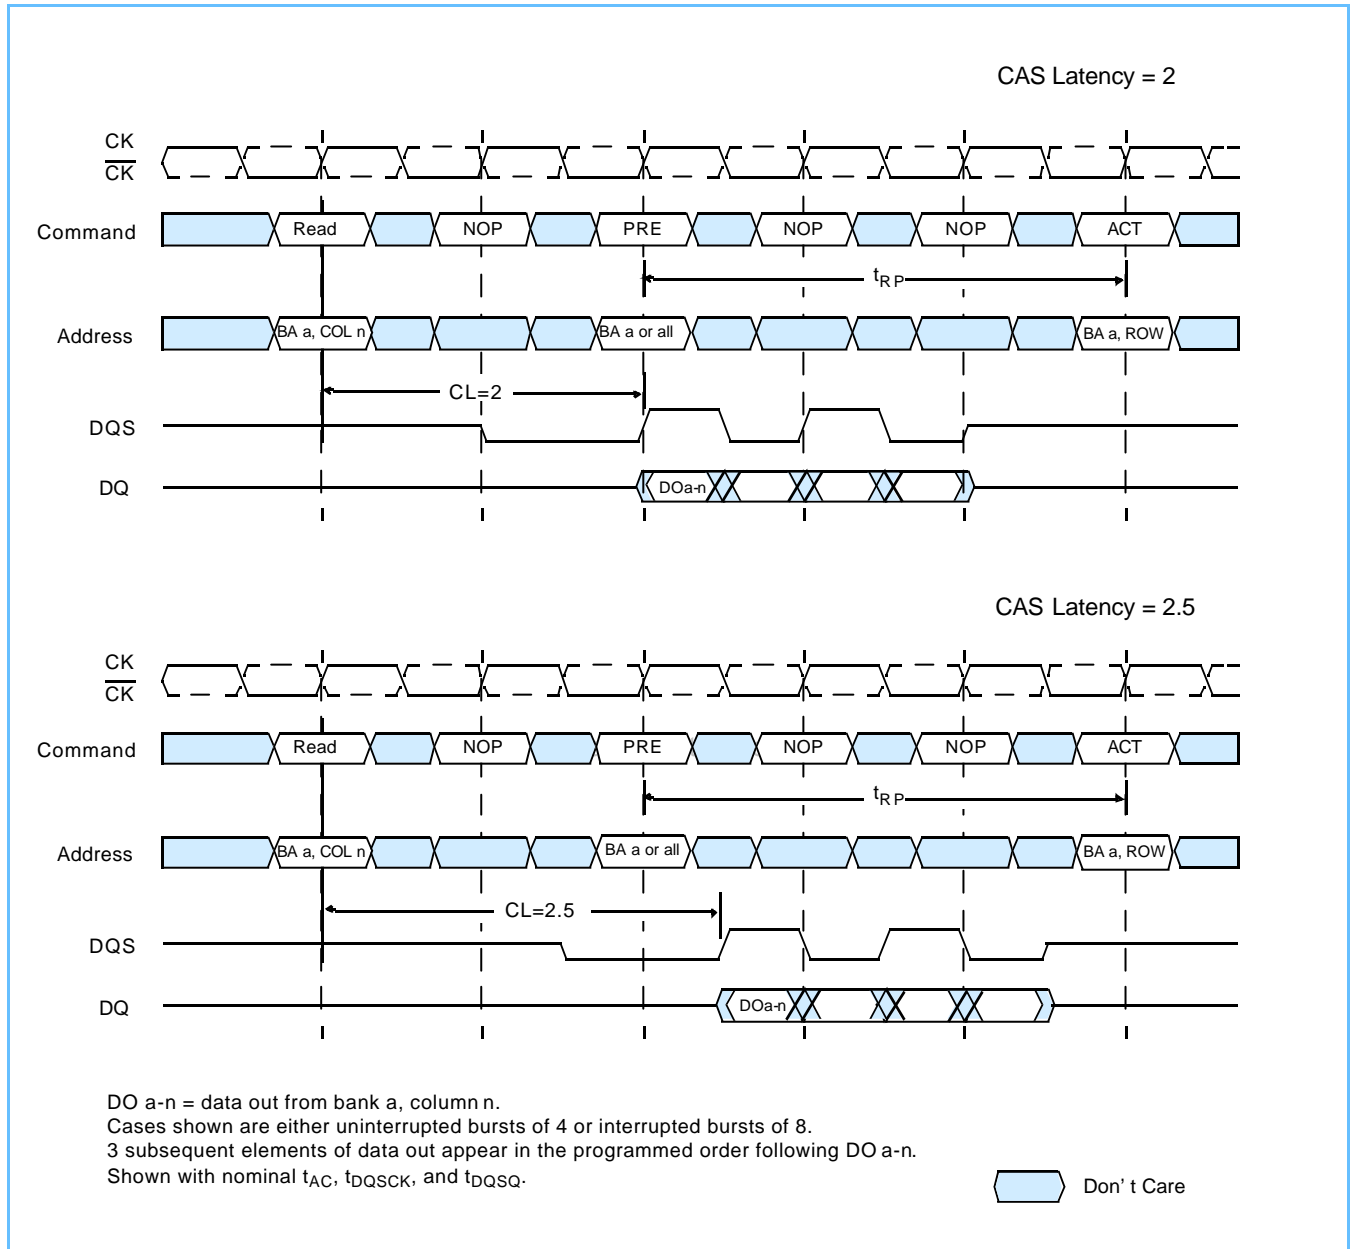 CAS Latency = 2
CK
CK
Command Read NOP PRE NOP NOP ACT
tRP
Address BA a, COL n BA a or all BA a, ROW
CL=2
DQS
DQ DOa-n
CAS Latency = 2.5
CK
CK
Command Read NOP PRE NOP NOP ACT
tRP
Address BA a, COL n BA a or all BA a, ROW
CL=2.5
DQS
DQ DOa-n
DO a-n = data out from bank a, column n.
Cases shown are either uninterrupted bursts of 4 or interrupted bursts of 8.
3 subsequent elements of data out appear in the programmed order following DO a-n.
Shown with nominal tAC, tDQSCK, and tDQSQ.
Don' t Care